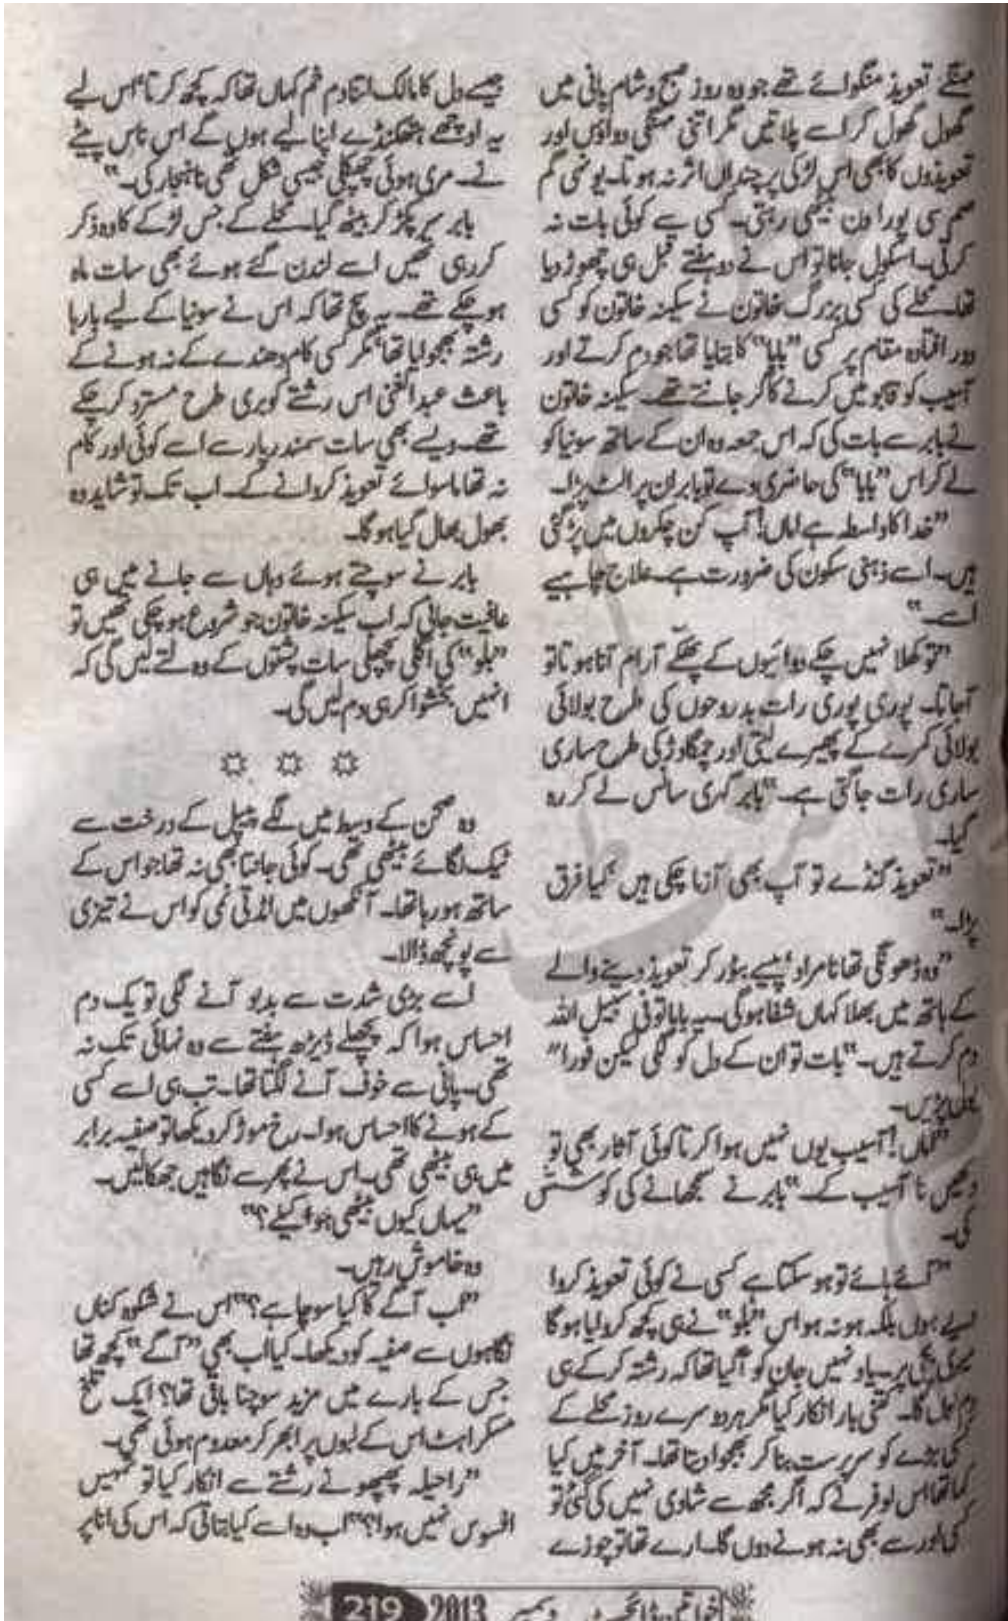 مہنگے تعویذ منگوائے تھے جو وہ روز صبح و شام پانی میں
گھول گھول کر اسے پلاتیں مگر اتنی مہنگی دواؤں اور
تعویذوں کا بھی اس لڑکی پر چنداں اثر نہ ہوتا۔ یونہی گم
صم سی پورا دن بیٹھی رہتی۔ کسی سے کوئی بات نہ
کرتی۔ اسکول جانا تو اس نے دو ہفتے قبل ہی چھوڑ دیا
تھا۔ محلے کی کسی بزرگ خاتون نے سکینہ خاتون کو کسی
دور افتادہ مقام پر کسی "بابا" کا بتایا تھا جو دم کرتے اور
آسیب کو قابو میں کرنے کا گر جانتے تھے۔ سکینہ خاتون
نے بابر سے بات کی کہ اس جمعہ وہ ان کے ساتھ سونیا کو
لے کر اس "بابا" کی حاضری دے تو بابر ان پر الٹ پڑا۔
"خدا کا واسطہ ہے اماں! آپ کن چکروں میں پڑ گئی
ہیں۔ اسے ذہنی سکون کی ضرورت ہے۔ علاج چاہیے
اسے۔"
"تو کھلا نہیں چکے دوائیوں کے پھکے آرام آنا ہوتا تو
آجاتا۔ پوری پوری رات بدروحوں کی طرح بولائی
بولائی کمرے کے پھیرے لیتی اور چمگادڑ کی طرح ساری
ساری رات جاگتی ہے۔" بابر گہری سانس لے کر رہ
گیا۔
"تعویذ گنڈے تو آپ بھی آزما چکی ہیں کیا فرق
پڑا۔"
"وہ ڈھونگی تھا نامراد پیسے بٹور کر تعویذ دینے والے
کے ہاتھ میں بھلا کہاں شفا ہوگی۔ یہ بابا تو فی سبیل اللہ
دم کرتے ہیں۔" بات تو ان کے دل کو لگی لیکن فورا"
بول پڑیں۔
"اماں! آسیب یوں نہیں ہوا کرتا کوئی آثار بھی تو
دیکھیں نا آسیب کے۔" بابر نے سمجھانے کی کوشش
کی۔
"لے ہائے تو ہو سکتا ہے کسی نے کوئی تعویذ کروا
دیے ہوں بلکہ ہو نہ ہو اس "بلو" نے ہی کچھ کروایا ہوگا
میری بچی پر۔ یاد نہیں جان کو آگیا تھا کہ رشتہ کر کے ہی
دم لوں گا۔ کتنی بار انکار کیا مگر ہر دوسرے روز محلے کے
کسی بڑے کو سرپرست بنا کر بھجوا دیتا تھا۔ آخر میں کیا
کہا تھا اس لوفر نے کہ اگر مجھ سے شادی نہیں کی گئی تو
کسی اور سے بھی نہ ہونے دوں گا۔ ارے تھا تو چوزے
جیسے دل کا مالک اتنا دم خم کہاں تھا کہ کچھ کرتا اس لیے
یہ اوچھے ہتھکنڈے اپنا لیے ہوں گے اس ناس پیٹے
نے۔ مری ہوئی چھپکلی جیسی شکل تھی ناہنجار کی۔"
بابر سر پکڑ کر بیٹھ گیا۔ محلے کے جس لڑکے کا وہ ذکر
کر رہی تھیں اسے لندن گئے ہوئے بھی سات ماہ
ہو چکے تھے۔ یہ سچ تھا کہ اس نے سونیا کے لیے بارہا
رشتہ بھجوایا تھا مگر کسی کام دھندے کے نہ ہونے کے
باعث عبدالغنی اس رشتے کو بری طرح مسترد کر چکے
تھے۔ ویسے بھی سات سمندر پار سے اسے کوئی اور کام
نہ تھا ماسوائے تعویذ کروانے کے۔ اب تک تو شاید وہ
بھول بھال گیا ہوگا۔
بابر نے سوچتے ہوئے وہاں سے جانے میں ہی
عافیت جانی کہ اب سکینہ خاتون جو شروع ہو چکی تھیں تو
"بلو" کی اگلی پچھلی سات پشتوں کے وہ لتے لیں گی کہ
انھیں بخشوا کر ہی دم لیں گی۔
وہ صحن کے وسط میں لگے پیپل کے درخت سے
ٹیک لگائے بیٹھی تھی۔ کوئی جانتا بھی نہ تھا جو اس کے
ساتھ ہو رہا تھا۔ آنکھوں میں امڈتی نمی کو اس نے تیزی
سے پونچھ ڈالا۔
اسے بڑی شدت سے بدبو آنے لگی تو یک دم
احساس ہوا کہ پچھلے ڈیڑھ ہفتے سے وہ نہائی تک نہ
تھی۔ پانی سے خوف آنے لگتا تھا۔ تب ہی اسے کسی
کے ہونے کا احساس ہوا۔ رخ موڑ کر دیکھا تو صفیہ برابر
میں ہی بیٹھی تھی۔ اس نے پھر سے نگاہیں جھکا لیں۔
"یہاں کیوں بیٹھی ہو اکیلے؟"
وہ خاموش رہیں۔
"اب آگے کا کیا سوچا ہے؟" اس نے شکوہ کناں
نگاہوں سے صفیہ کو دیکھا۔ کیا اب بھی "آگے" کچھ تھا
جس کے بارے میں مزید سوچنا باقی تھا؟ ایک تلخ
مسکراہٹ اس کے لبوں پر ابھر کر معدوم ہوئی تھی۔
"راحیلہ پھپھو نے رشتے سے انکار کیا تو تمہیں
افسوس نہیں ہوا؟" اب وہ اسے کیا بتاتی کہ اس کی انا پر
خواتین ڈائجسٹ دسمبر 2013 219